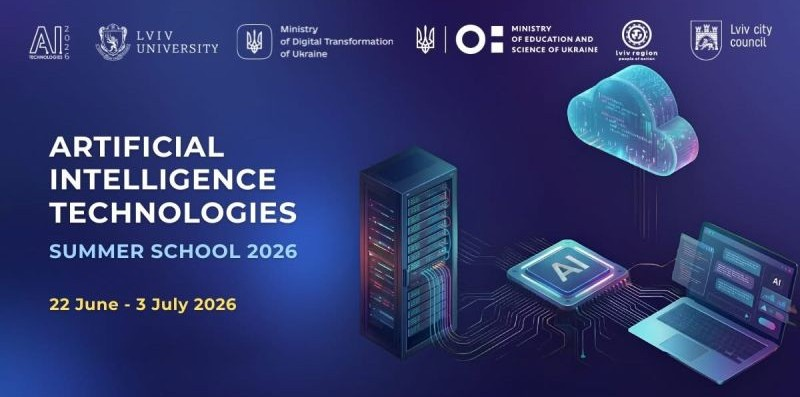 AI
2026
TECHNOLOGIES
LVIV
UNIVERSITY
Ministry
of Digital Transformation
of Ukraine
MINISTRY
OF EDUCATION AND
SCIENCE OF UKRAINE
lviv region
people of action
Lviv city
council
ARTIFICIAL
INTELLIGENCE
TECHNOLOGIES
SUMMER SCHOOL 2026
22 June - 3 July 2026
AI
AI